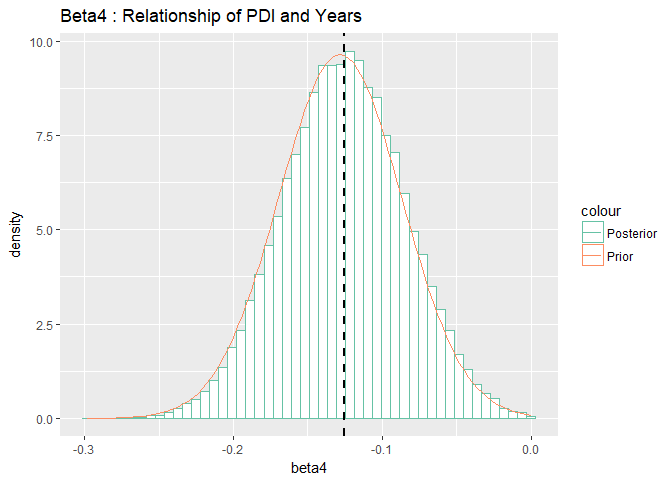 Beta4 : Relationship of PDI and Years
density
10.0
7.5
5.0
2.5
0.0
-0.3
-0.2
-0.1
0.0
beta4
colour
Posterior
Prior